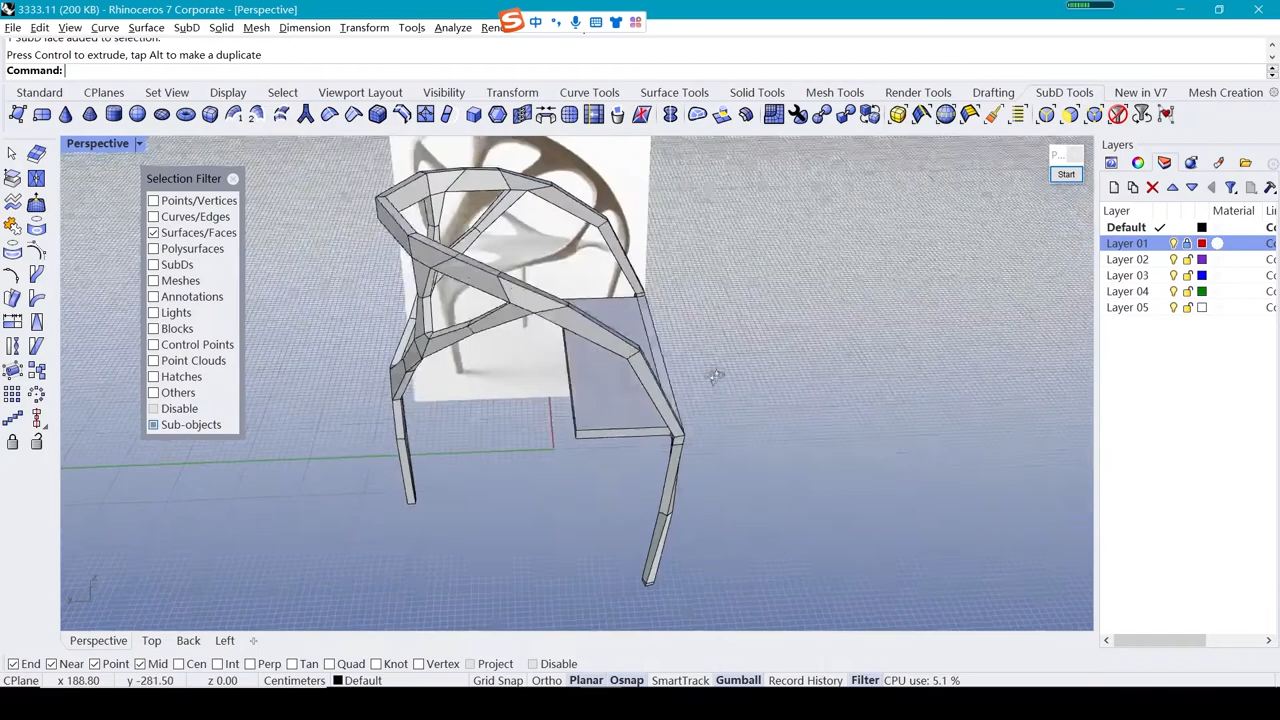 3333.11 (200 KB) - Rhinoceros 7 Corporate - [Perspective]
File Edit View Curve Surface SubD Solid Mesh Dimension Transform Tools Analyze
中
1 SubD face added to selection.
Press Control to extrude, tap Alt to make a duplicate
Command:
Standard CPlanes Set View Display Select Viewport Layout Visibility Transform Curve Tools Surface Tools Solid Tools Mesh Tools Render Tools Drafting SubD Tools New in V7 Mesh Creation
Perspective
P...
Start
Selection Filter
Points/Vertices
Curves/Edges
Surfaces/Faces
Polysurfaces
SubDs
Meshes
Annotations
Lights
Blocks
Control Points
Point Clouds
Hatches
Others
Disable
Sub-objects
Layers
Layer Material
Default
Layer 01
Layer 02
Layer 03
Layer 04
Layer 05
Perspective Top Back Left
End Near Point Mid Cen Int Perp Tan Quad Knot Vertex Project Disable
CPlane x 188.80 y -281.50 z 0.00 Centimeters Default Grid Snap Ortho Planar Osnap SmartTrack Gumball Record History Filter CPU use: 5.1 %